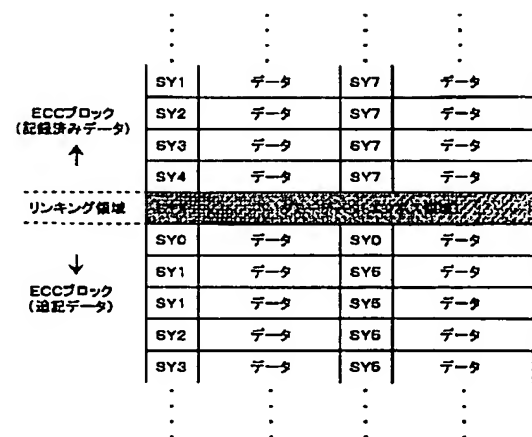 SY1 データ SY7 データ
SY2 データ SY7 データ
SY3 データ SY7 データ
SY4 データ SY7 データ
ECCブロック
(記録済みデータ)
↑
リンキング領域
↓
ECCブロック
(追記データ)
SY0 データ SY0 データ
SY1 データ SY5 データ
SY1 データ SY5 データ
SY2 データ SY5 データ
SY3 データ SY5 データ